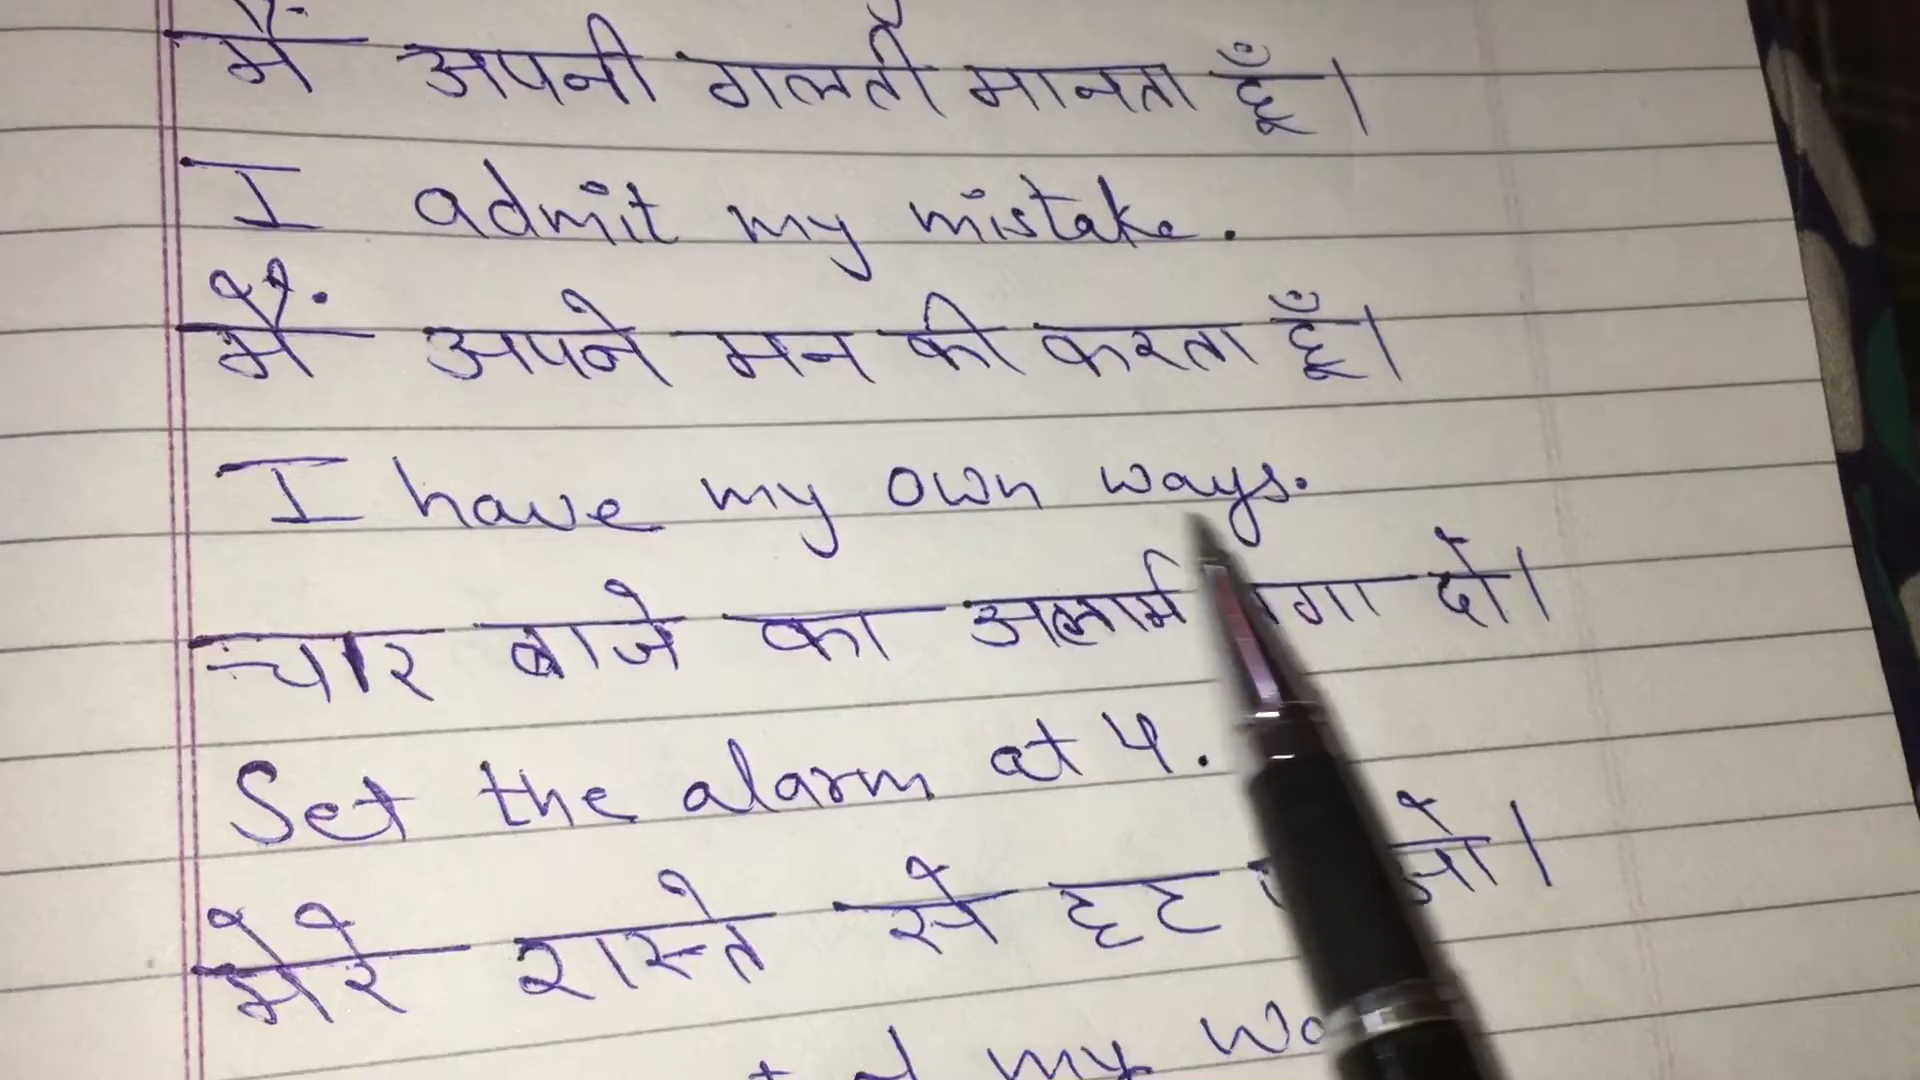 मैं अपनी गलती मानता हूँ।
I admit my mistake.
मैं अपने मन की करता हूँ।
I have my own ways.
चार बाजे का अलार्म दो।
Set the alarm at 4.
मेरे रास्ते से हट
my